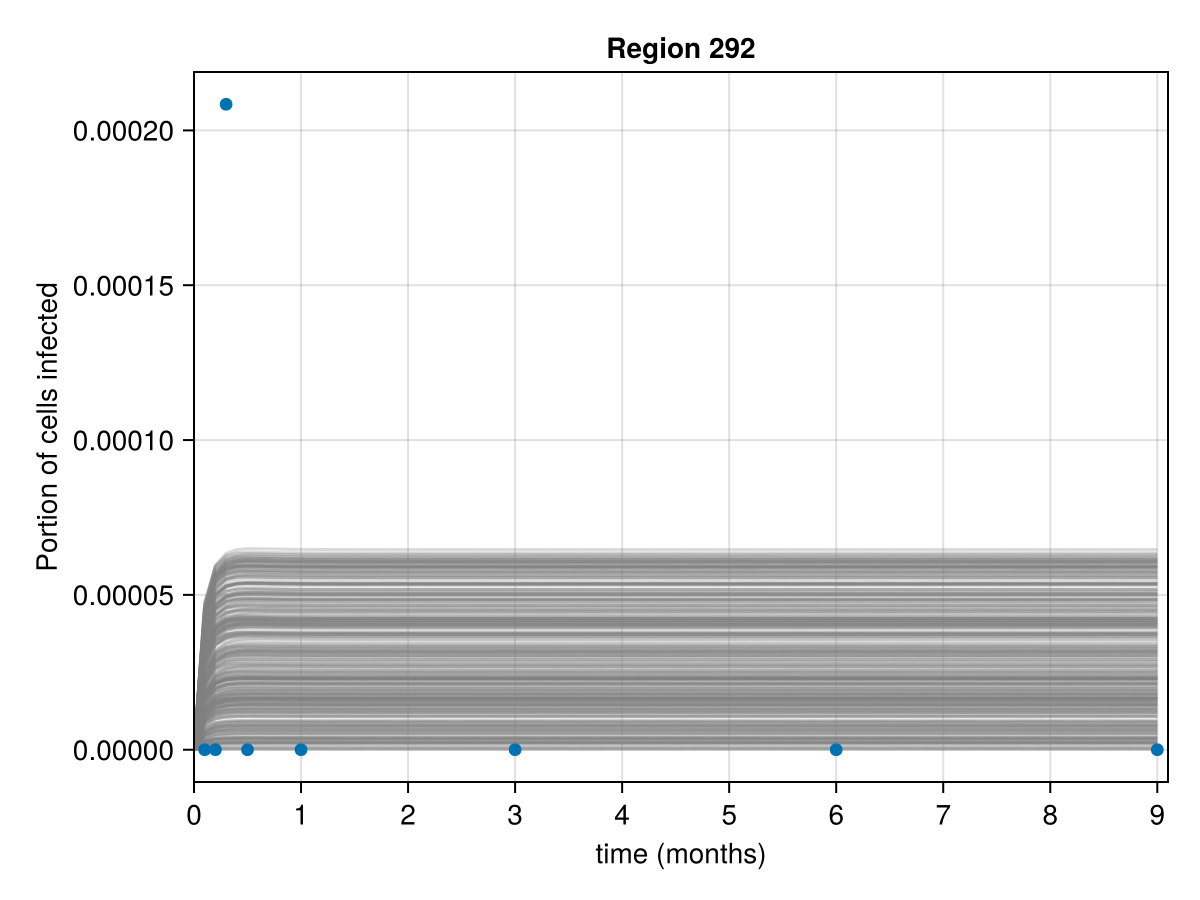 Region 292
Portion of cells infected
0.00020
0.00015
0.00010
0.00005
0.00000
0 1 2 3 4 5 6 7 8 9
time (months)